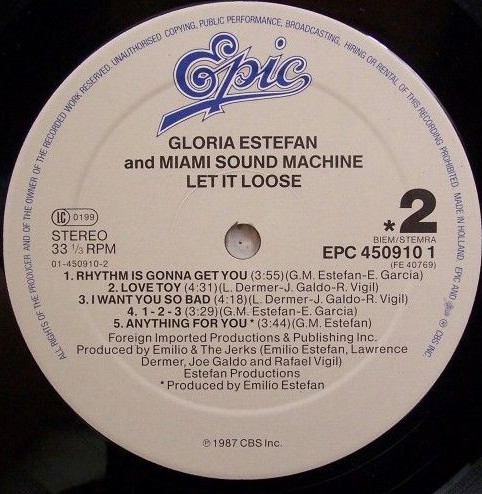 ALL RIGHTS OF THE PRODUCER AND OF THE OWNER OF THE RECORDED WORK RESERVED. UNAUTHORISED COPYING, PUBLIC PERFORMANCE, BROADCASTING, HIRING OR RENTAL OF THIS RECORDING PROHIBITED. MADE IN HOLLAND. EPIC AND ARE CBS INC.
Epic
GLORIA ESTEFAN
and MIAMI SOUND MACHINE
LET IT LOOSE
LC 0199
STEREO
33 1/3 RPM
01-450910-2
*2
BIEM/STEMRA
EPC 450910 1
(FE 40769)
1. RHYTHM IS GONNA GET YOU (3:55)(G.M. Estefan-E. Garcia)
2. LOVE TOY (4:31)(L. Dermer-J. Galdo-R. Vigil)
3. I WANT YOU SO BAD (4:18)(L. Dermer-J. Galdo-R. Vigil)
4. 1-2-3 (3:29)(G.M. Estefan-E. Garcia)
5. ANYTHING FOR YOU * (3:44)(G.M. Estefan)
Foreign Imported Productions & Publishing Inc.
Produced by Emilio & The Jerks (Emilio Estefan, Lawrence
Dermer, Joe Galdo and Rafael Vigil)
Estefan Productions
*Produced by Emilio Estefan
℗ 1987 CBS Inc.